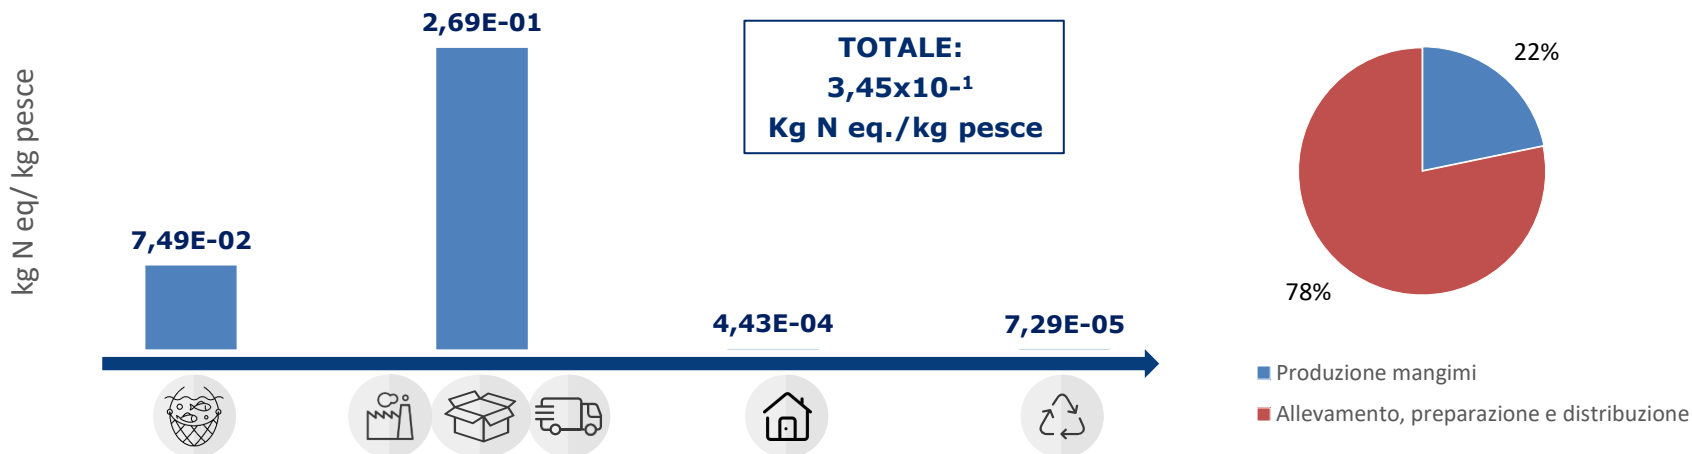 kg N eq/ kg pesce
7,49E-02
2,69E-01
4,43E-04
7,29E-05
TOTALE:
3,45x10-¹
Kg N eq./kg pesce
22%
78%
Produzione mangimi
Allevamento, preparazione e distribuzione